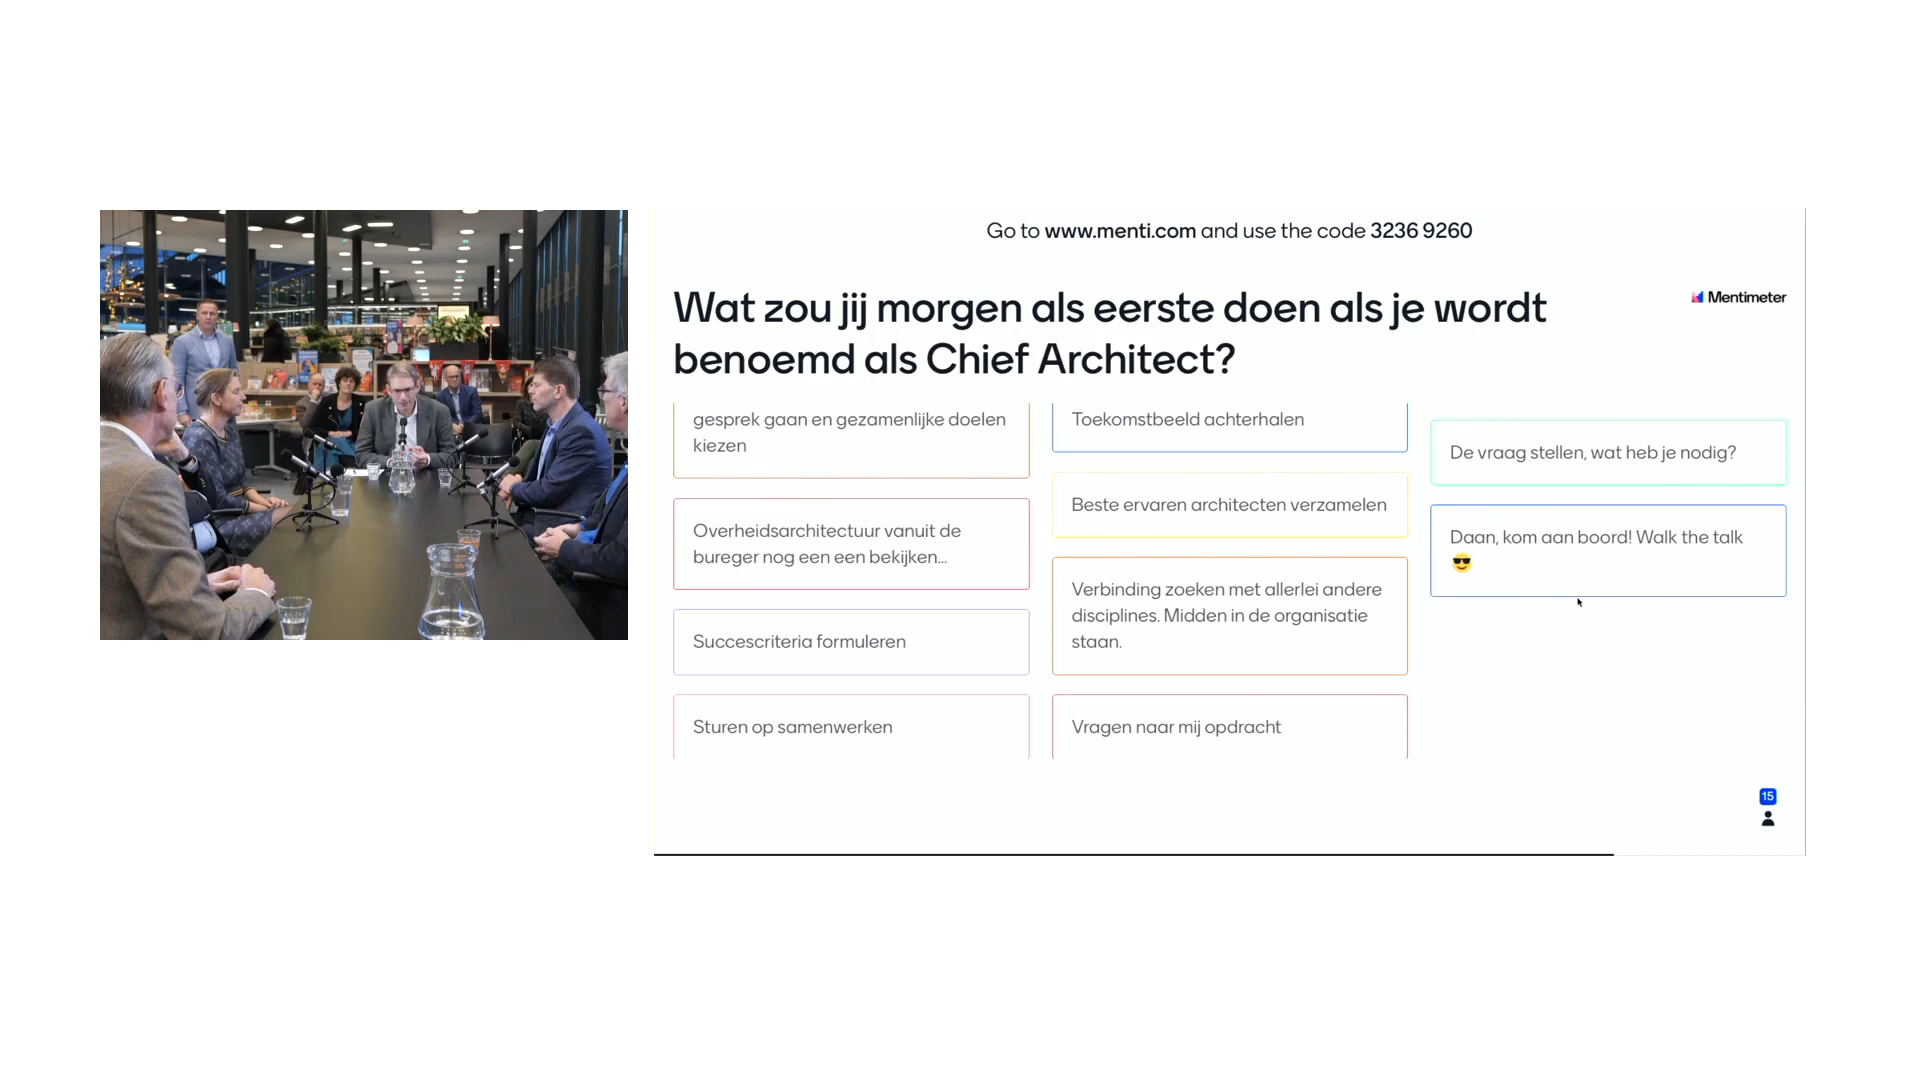 Go to www.menti.com and use the code 3236 9260
Wat zou jij morgen als eerste doen als je wordt
benoemd als Chief Architect?
Mentimeter
gesprek gaan en gezamenlijke doelen
kiezen
Overheidsarchitectuur vanuit de
bureger nog een een bekijken...
Succescriteria formuleren
Sturen op samenwerken
Toekomstbeeld achterhalen
Beste ervaren architecten verzamelen
Verbinding zoeken met allerlei andere
disciplines. Midden in de organisatie
staan.
Vragen naar mij opdracht
De vraag stellen, wat heb je nodig?
Daan, kom aan boord! Walk the talk
😎
15